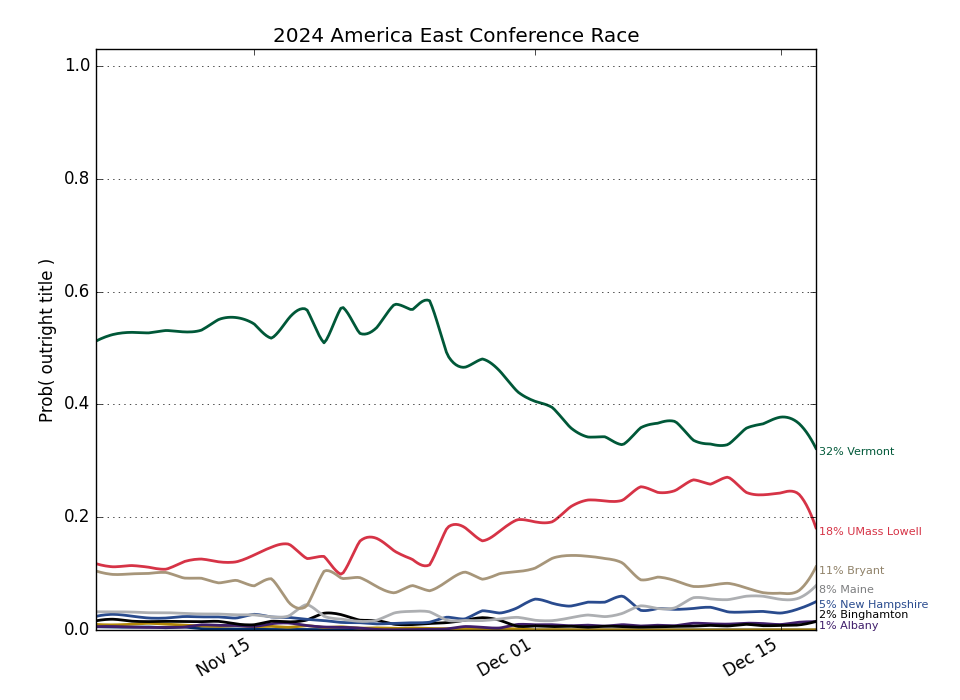 2024 America East Conference Race
Prob( outright title )
1.0
0.8
0.6
0.4
0.2
0.0
Nov 15
Dec 01
Dec 15
32% Vermont
18% UMass Lowell
11% Bryant
8% Maine
5% New Hampshire
2% Binghamton
1% Albany